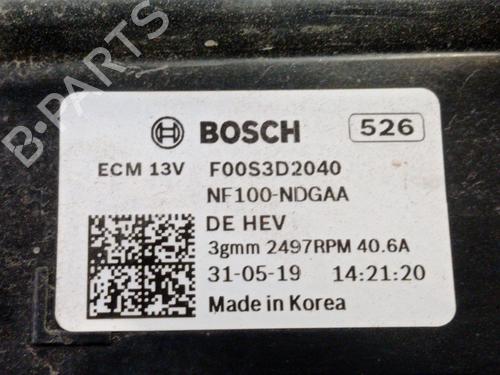 BOSCH 526
ECM 13V F00S3D2040
NF100-NDGAA
DE HEV
3gmm 2497RPM 40.6A
31-05-19 14:21:20
Made in Korea
B-PARTS
B-PARTS